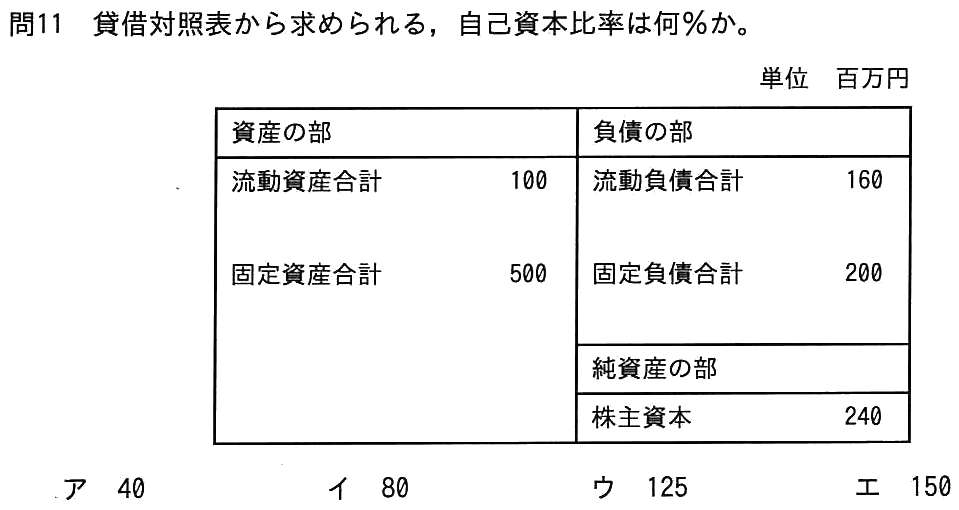 問11 貸借対照表から求められる，自己資本比率は何％か。
単位 百万円
資産の部 負債の部
流動資産合計 100 流動負債合計 160
固定資産合計 500 固定負債合計 200
純資産の部
株主資本 240
ア 40 イ 80 ウ 125 エ 150